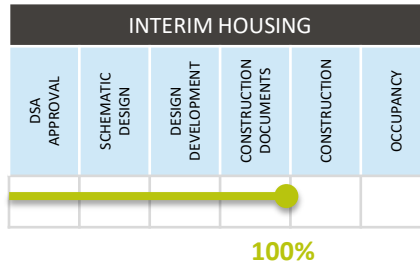 INTERIM HOUSING
DSA
APPROVAL
SCHEMATIC
DESIGN
DESIGN
DEVELOPMENT
CONSTRUCTION
DOCUMENTS
CONSTRUCTION
OCCUPANCY
100%